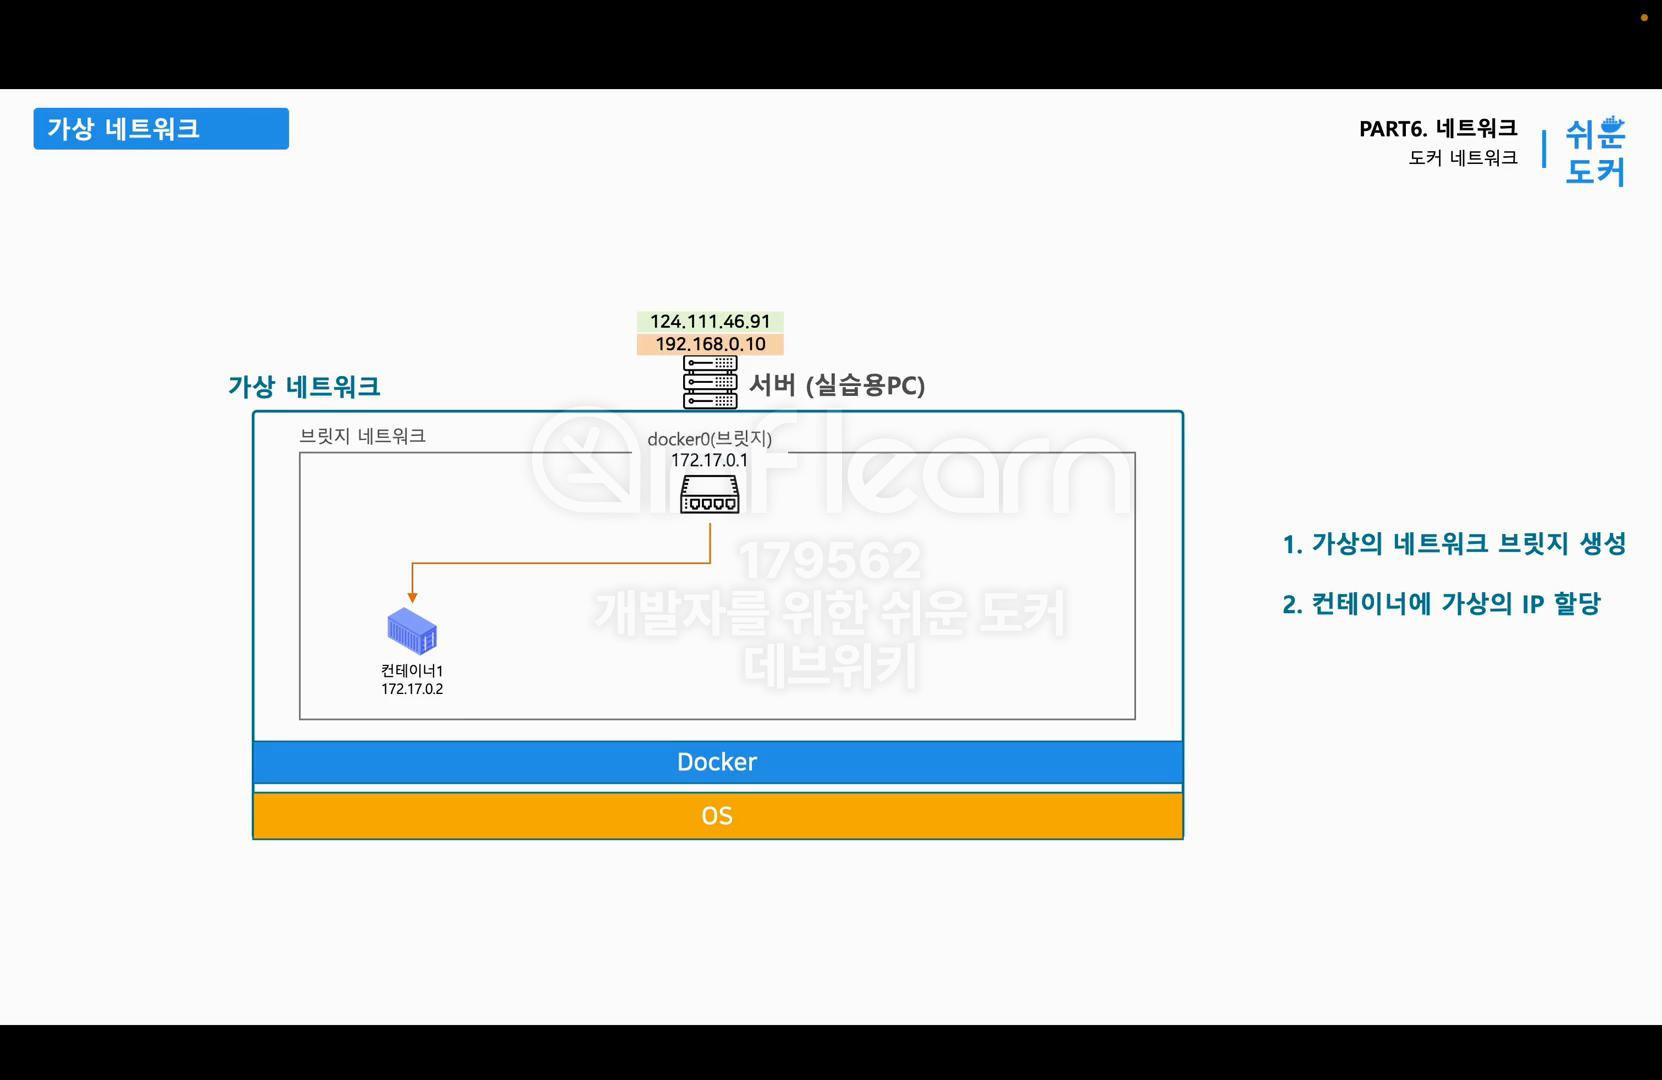 가상 네트워크
PART6. 네트워크
도커 네트워크
쉬운
도커
124.111.46.91
192.168.0.10
가상 네트워크
서버 (실습용PC)
브릿지 네트워크
docker0(브릿지)
172.17.0.1
inflearn
179562
개발자를 위한 쉬운 도커
데브위키
컨테이너1
172.17.0.2
1. 가상의 네트워크 브릿지 생성
2. 컨테이너에 가상의 IP 할당
Docker
OS